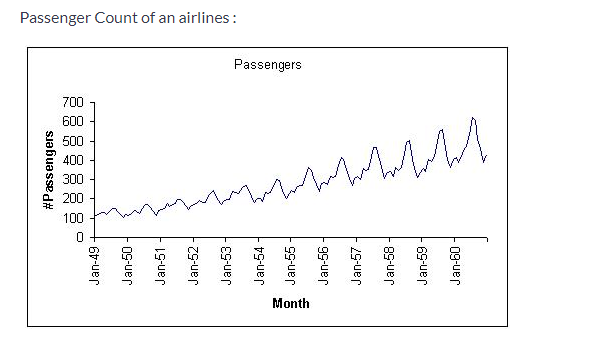 Passenger Count of an airlines :
Passengers
#Passengers
700
600
500
400
300
200
100
0
Jan-49
Jan-50
Jan-51
Jan-52
Jan-53
Jan-54
Jan-55
Jan-56
Jan-57
Jan-58
Jan-59
Jan-60
Month